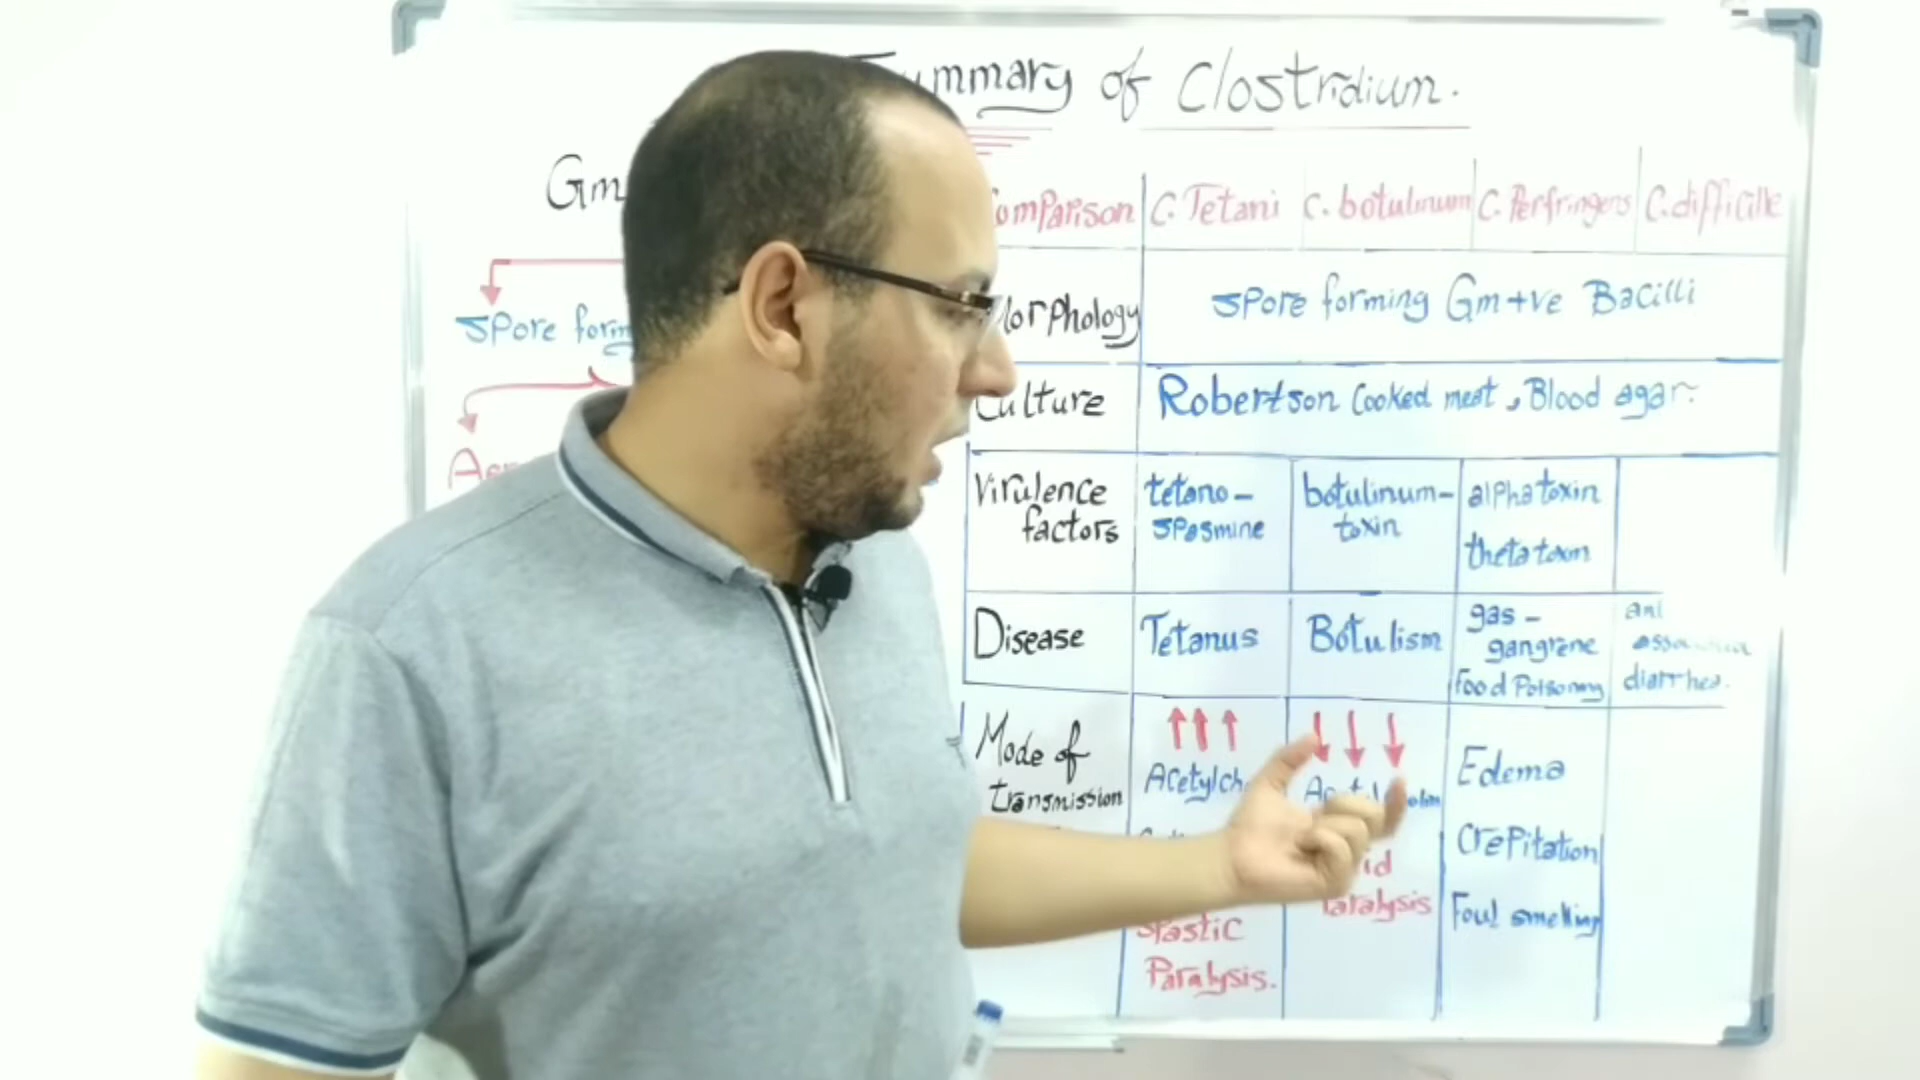 Summary of Clostridium.
Gm
Spore form
Comparison C. Tetani C. botulinum C. Perfringens C. difficille
Morphology Spore forming Gm+ve Bacilli
Culture Robertson Cooked meat, Blood agar.
Virulence factors
tetano-
spasmine
botulinum-
toxin
alpha toxin
theta toxin
Disease Tetanus Botulism
gas-
gangrene
Food Poisoning
diarrhea.
Mode of
transmission
Acetylch
Spastic
Paralysis.
Paralysis
Edema
Crepitation
Foul smelling